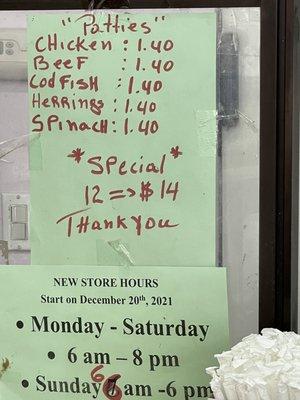 "Patties"
Chicken : 1.40
BEEF : 1.40
CodFISH : 1.40
Herrings : 1.40
SPINACH : 1.40
*SPECIAL*
12 => $14
THANK YOU
NEW STORE HOURS
Start on December 20th, 2021
• Monday - Saturday
• 6 am – 8 pm
• Sunday 6 am -6 pm